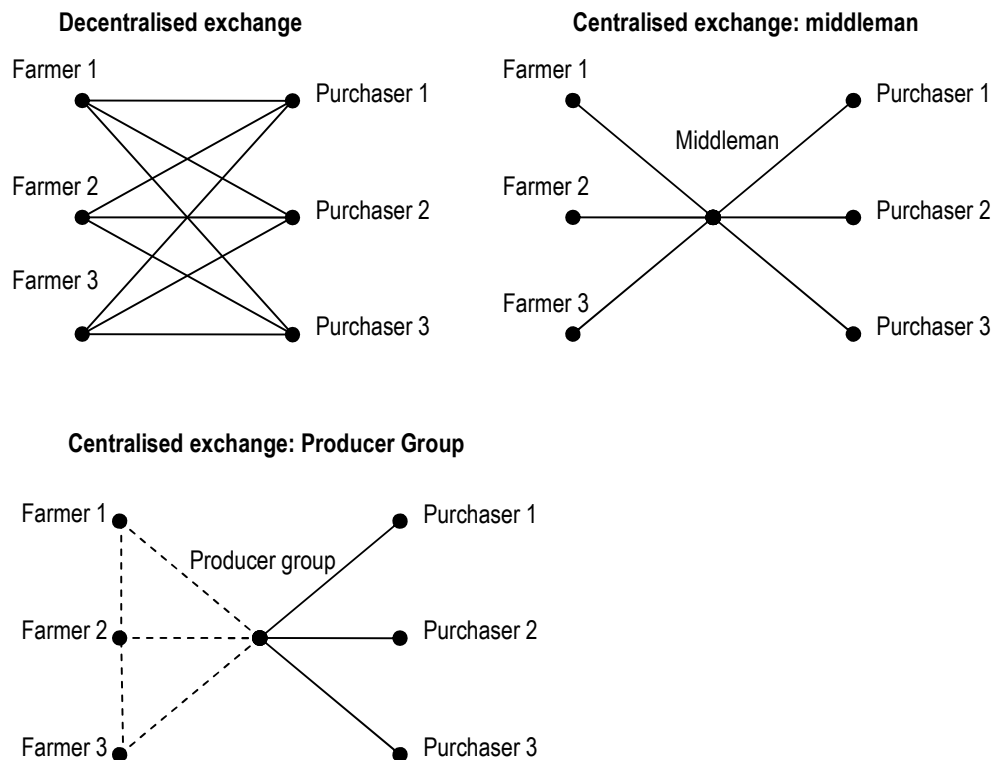 Decentralised exchange
Farmer 1
Purchaser 1
Farmer 2
Purchaser 2
Farmer 3
Purchaser 3
Centralised exchange: middleman
Farmer 1
Purchaser 1
Middleman
Farmer 2
Purchaser 2
Farmer 3
Purchaser 3
Centralised exchange: Producer Group
Farmer 1
Purchaser 1
Producer group
Farmer 2
Purchaser 2
Farmer 3
Purchaser 3